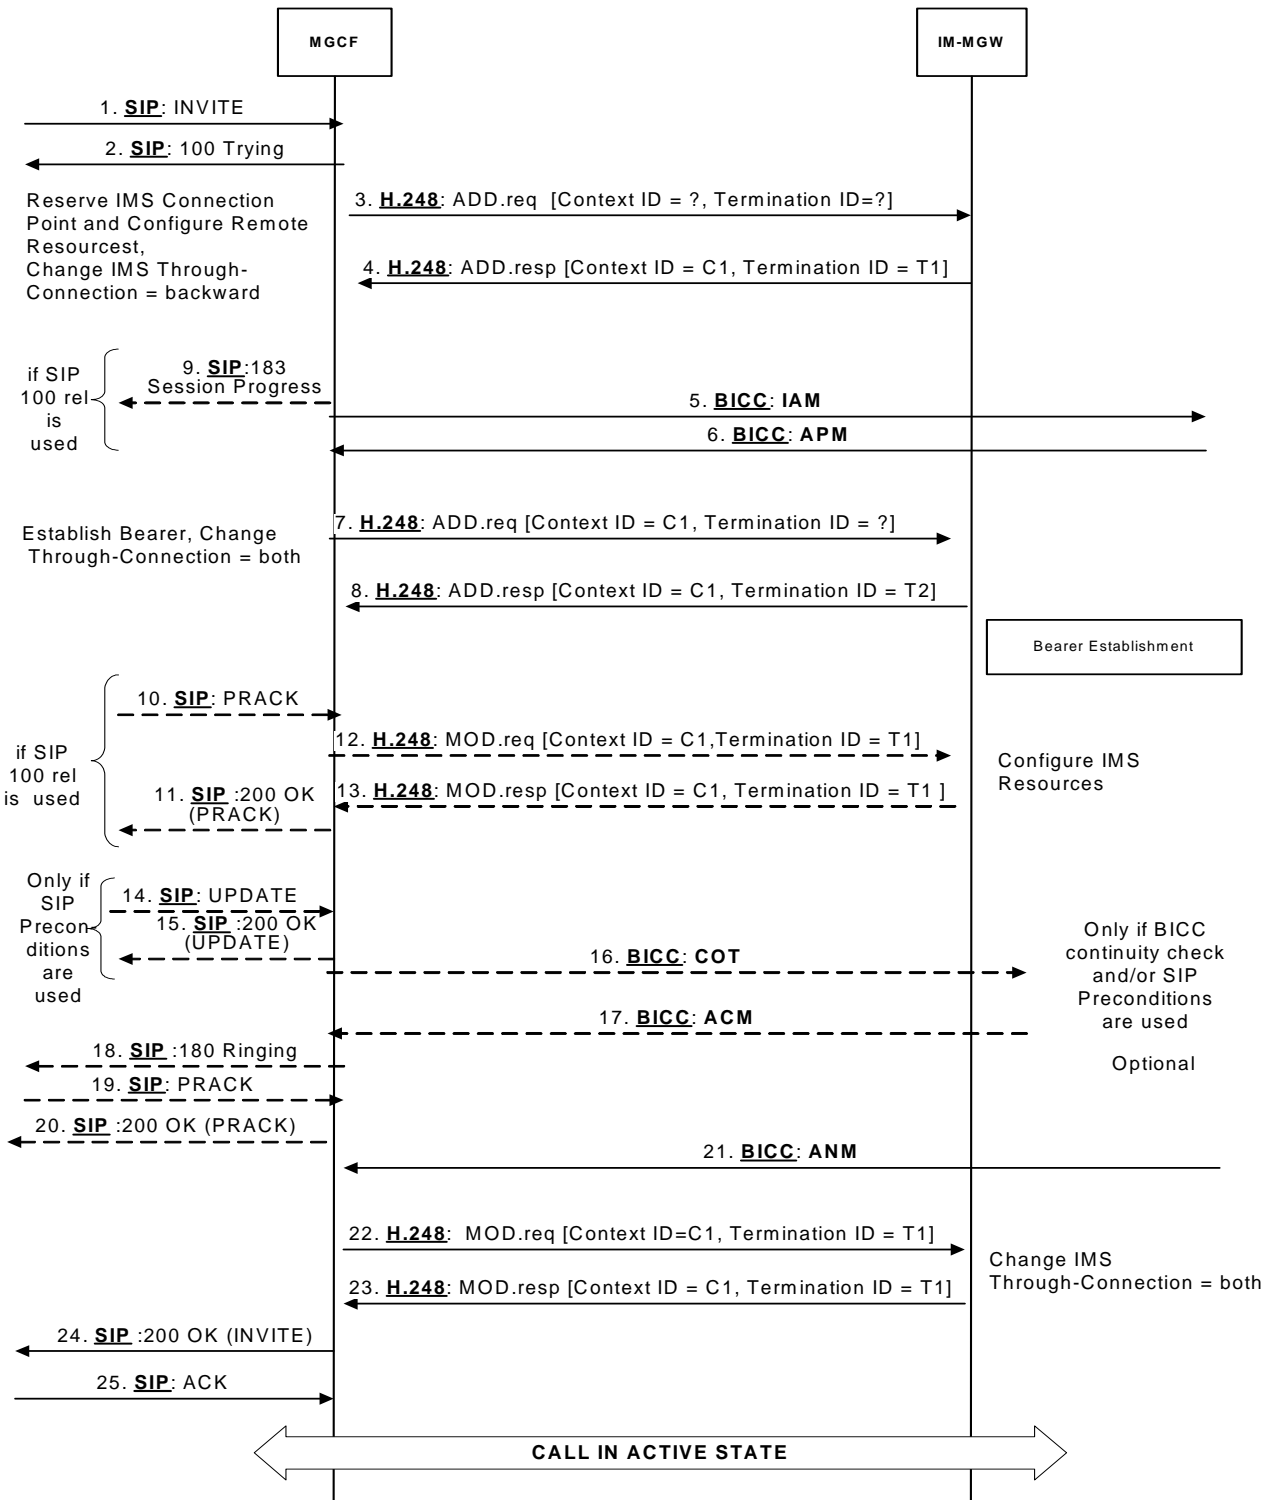 MGCF
IM-MGW
1. SIP: INVITE
2. SIP: 100 Trying
Reserve IMS Connection
Point and Configure Remote
Resourcest,
Change IMS Through-
Connection = backward
3. H.248: ADD.req [Context ID = ?, Termination ID=?]
4. H.248: ADD.resp [Context ID = C1, Termination ID = T1]
if SIP
100 rel
is
used
9. SIP:183
Session Progress
5. BICC: IAM
6. BICC: APM
Establish Bearer, Change
Through-Connection = both
7. H.248: ADD.req [Context ID = C1, Termination ID = ?]
8. H.248: ADD.resp [Context ID = C1, Termination ID = T2]
Bearer Establishment
if SIP
100 rel
is used
10. SIP: PRACK
12. H.248: MOD.req [Context ID = C1,Termination ID = T1]
11. SIP :200 OK
(PRACK)
13. H.248: MOD.resp [Context ID = C1, Termination ID = T1 ]
Configure IMS
Resources
Only if
SIP
Precon
ditions
are
used
14. SIP: UPDATE
15. SIP :200 OK
(UPDATE)
16. BICC: COT
Only if BICC
continuity check
and/or SIP
Preconditions
are used
17. BICC: ACM
18. SIP :180 Ringing
Optional
19. SIP: PRACK
20. SIP :200 OK (PRACK)
21. BICC: ANM
22. H.248: MOD.req [Context ID=C1, Termination ID = T1]
23. H.248: MOD.resp [Context ID = C1, Termination ID = T1]
Change IMS
Through-Connection = both
24. SIP :200 OK (INVITE)
25. SIP: ACK
CALL IN ACTIVE STATE